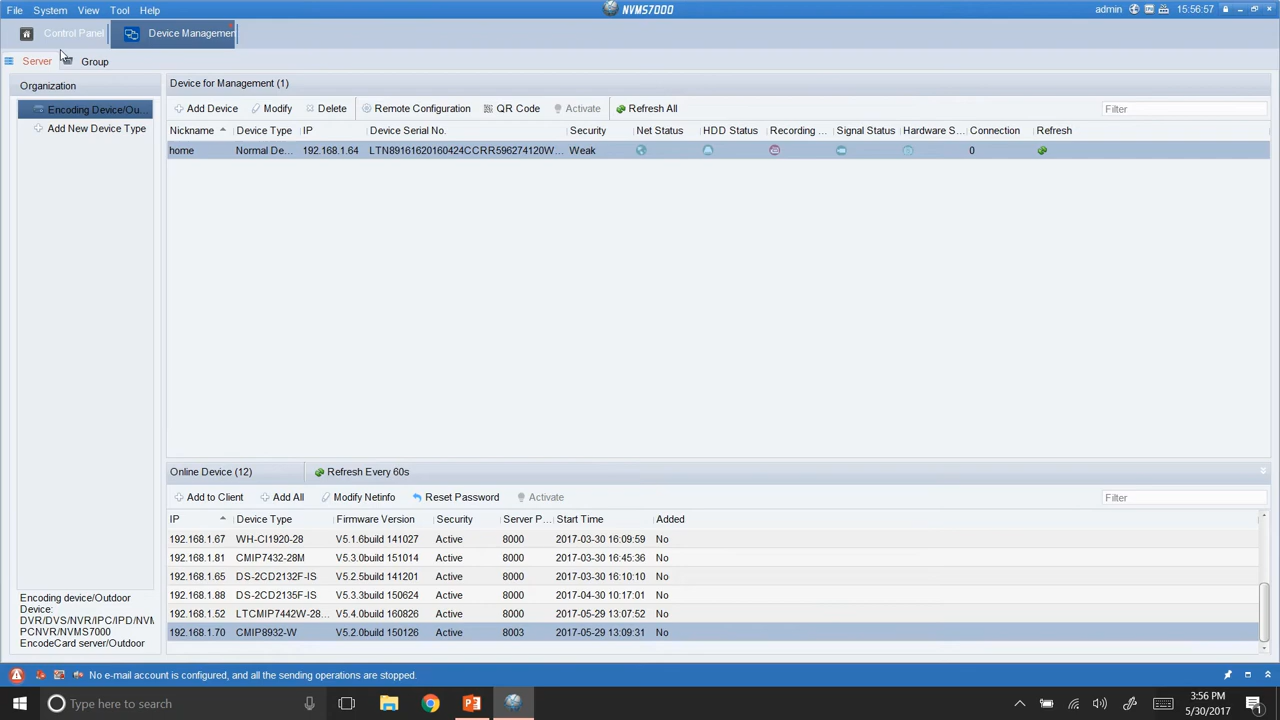 File System View Tool Help NVMS7000 admin 15:56:57
Control Panel Device Managemen
Server Group
Organization Device for Management (1)
Encoding Device/Ou... Add Device Modify Delete Remote Configuration QR Code Activate Refresh All Filter
Add New Device Type Nickname Device Type IP Device Serial No. Security Net Status HDD Status Recording ... Signal Status Hardware S... Connection Refresh
home Normal De... 192.168.1.64 LTN89161620160424CCRR596274120W... Weak 0
Online Device (12) Refresh Every 60s
Add to Client Add All Modify Netinfo Reset Password Activate Filter
IP Device Type Firmware Version Security Server P... Start Time Added
192.168.1.67 WH-CI1920-28 V5.1.6build 141027 Active 8000 2017-03-30 16:09:59 No
192.168.1.81 CMIP7432-28M V5.3.0build 151014 Active 8000 2017-03-30 16:45:36 No
192.168.1.65 DS-2CD2132F-IS V5.2.5build 141201 Active 8000 2017-03-30 16:10:10 No
192.168.1.88 DS-2CD2135F-IS V5.3.3build 150624 Active 8000 2017-04-30 10:17:01 No
192.168.1.52 LTCMIP7442W-28... V5.4.0build 160826 Active 8000 2017-05-29 13:07:52 No
192.168.1.70 CMIP8932-W V5.2.0build 150126 Active 8003 2017-05-29 13:09:31 No
Encoding device/Outdoor
Device:
DVR/DVS/NVR/IPC/IPD/NVM
PCNVR/NVMS7000
EncodeCard server/Outdoor
No e-mail account is configured, and all the sending operations are stopped.
Type here to search 3:56 PM
5/30/2017